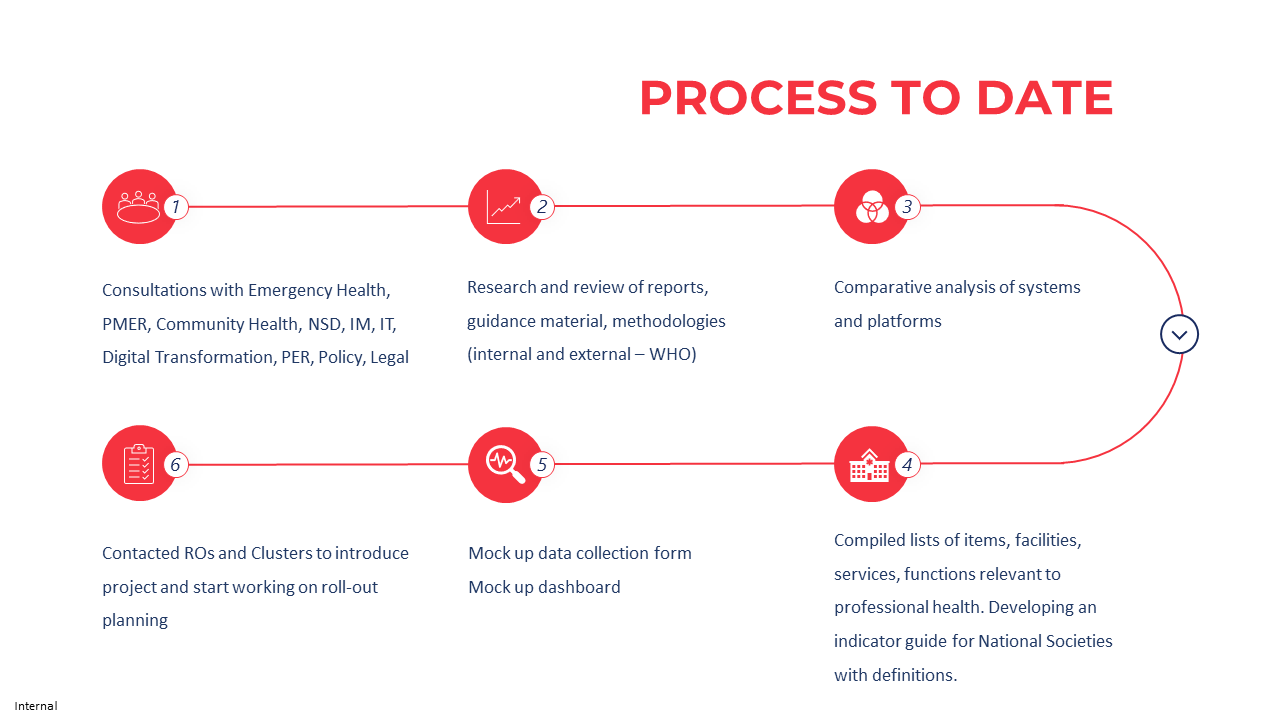 PROCESS TO DATE
1
Consultations with Emergency Health,
PMER, Community Health, NSD, IM, IT,
Digital Transformation, PER, Policy, Legal
2
Research and review of reports,
guidance material, methodologies
(internal and external – WHO)
3
Comparative analysis of systems
and platforms
4
Compiled lists of items, facilities,
services, functions relevant to
professional health. Developing an
indicator guide for National Societies
with definitions.
5
Mock up data collection form
Mock up dashboard
6
Contacted ROs and Clusters to introduce
project and start working on roll-out
planning
Internal